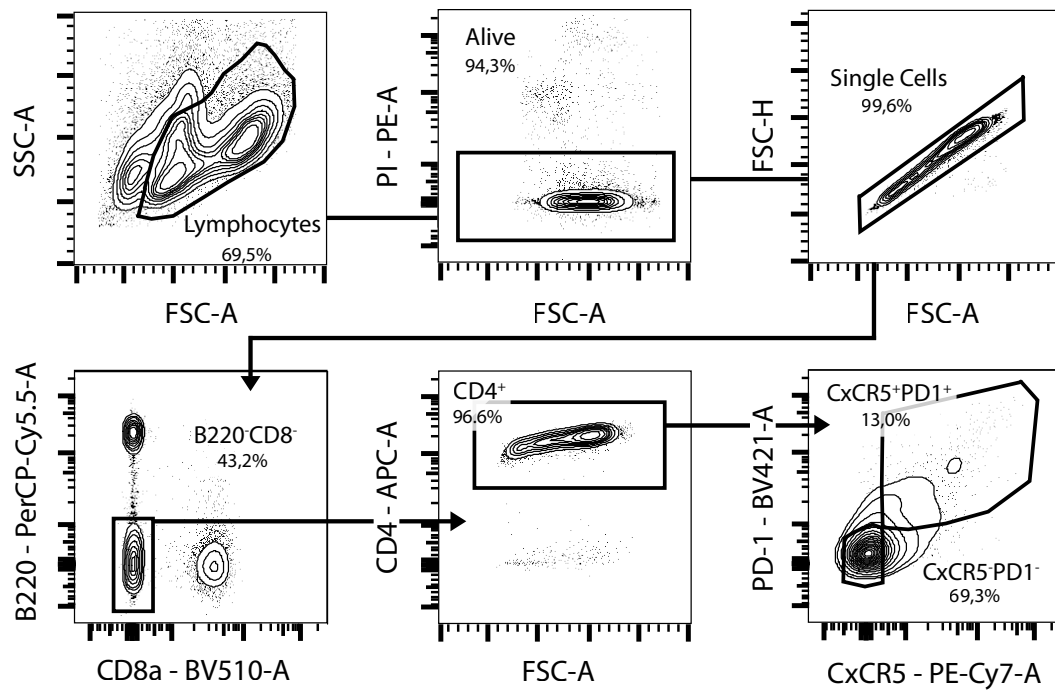 SSC-A
Lymphocytes
69,5%
FSC-A
PI - PE-A
Alive
94,3%
FSC-A
FSC-H
Single Cells
99,6%
FSC-A
B220 - PerCP-Cy5.5-A
B220⁻CD8⁻
43,2%
CD8a - BV510-A
CD4 - APC-A
CD4⁺
96,6%
FSC-A
PD-1 - BV421-A
CxCR5⁺PD1⁺
13,0%
CxCR5⁻PD1⁻
69,3%
CxCR5 - PE-Cy7-A